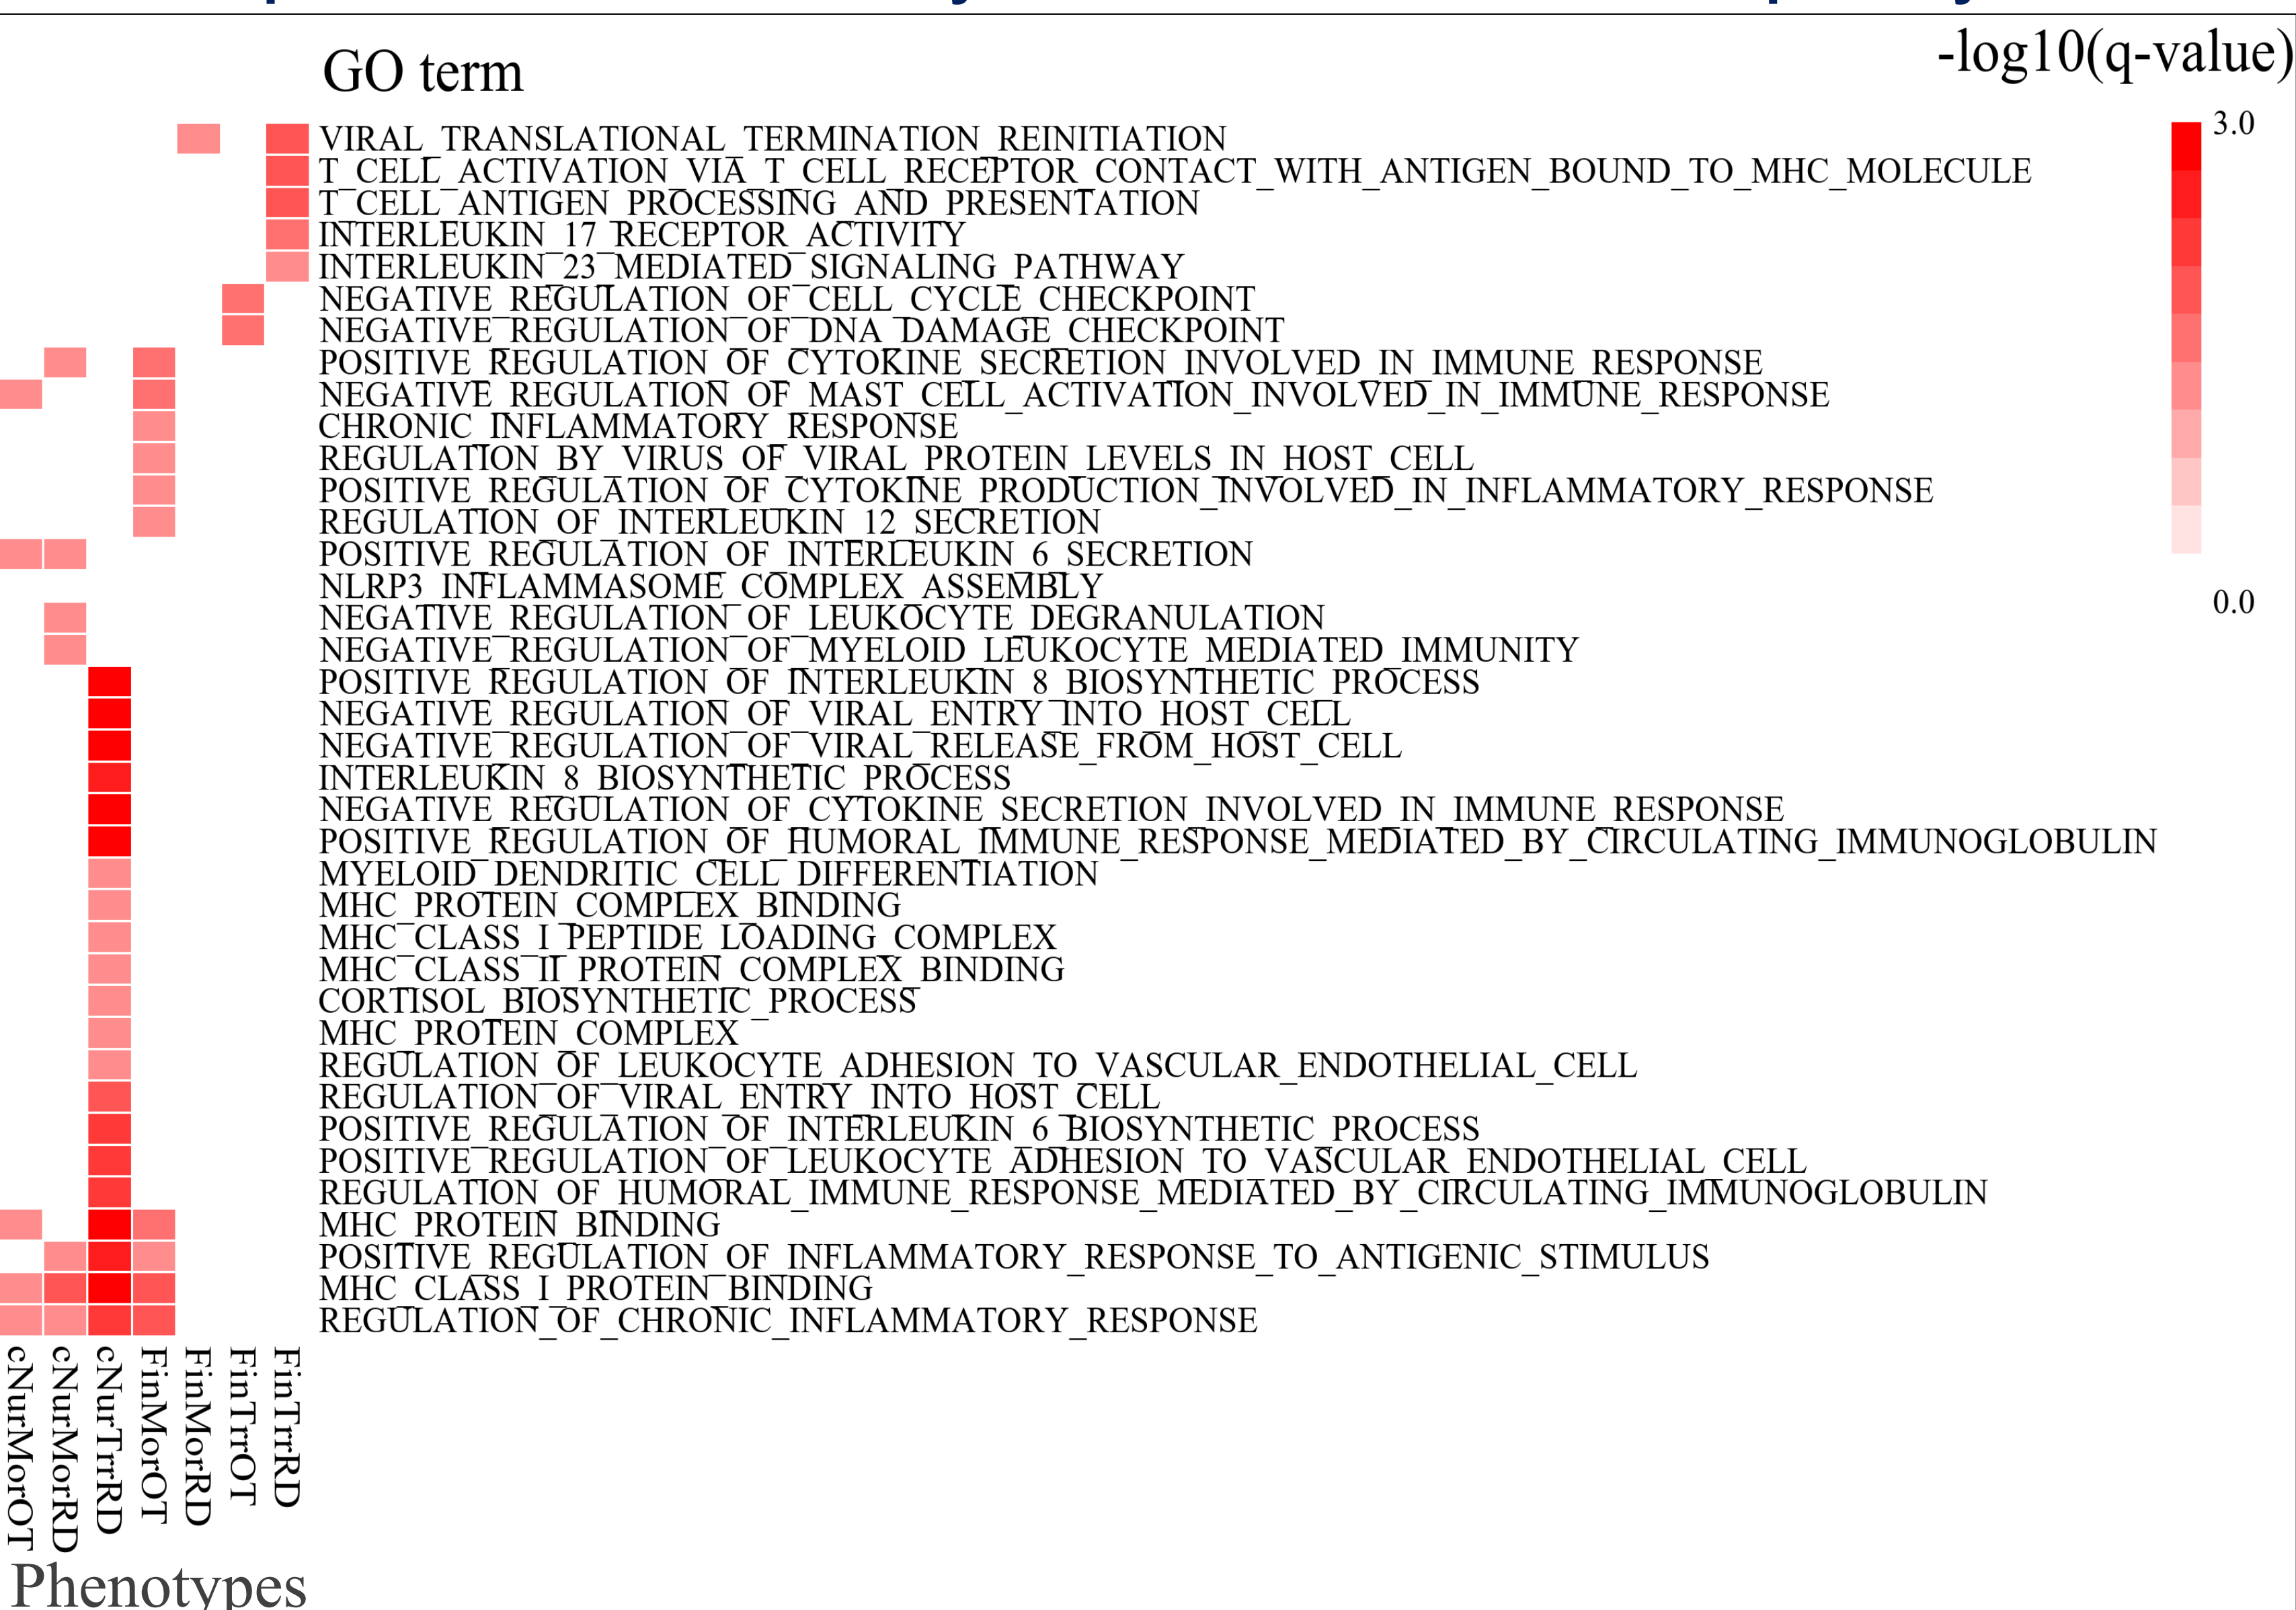 GO term
-log10(q-value)
3.0
VIRAL_TRANSLATIONAL_TERMINATION_REINITIATION
T_CELL_ACTIVATION_VIA_T_CELL_RECEPTOR_CONTACT_WITH_ANTIGEN_BOUND_TO_MHC_MOLECULE
T_CELL_ANTIGEN_PROCESSING_AND_PRESENTATION
INTERLEUKIN_17_RECEPTOR_ACTIVITY
INTERLEUKIN_23_MEDIATED_SIGNALING_PATHWAY
NEGATIVE_REGULATION_OF_CELL_CYCLE_CHECKPOINT
NEGATIVE_REGULATION_OF_DNA_DAMAGE_CHECKPOINT
POSITIVE_REGULATION_OF_CYTOKINE_SECRETION_INVOLVED_IN_IMMUNE_RESPONSE
NEGATIVE_REGULATION_OF_MAST_CELL_ACTIVATION_INVOLVED_IN_IMMUNE_RESPONSE
CHRONIC_INFLAMMATORY_RESPONSE
REGULATION_BY_VIRUS_OF_VIRAL_PROTEIN_LEVELS_IN_HOST_CELL
POSITIVE_REGULATION_OF_CYTOKINE_PRODUCTION_INVOLVED_IN_INFLAMMATORY_RESPONSE
REGULATION_OF_INTERLEUKIN_12_SECRETION
POSITIVE_REGULATION_OF_INTERLEUKIN_6_SECRETION
NLRP3_INFLAMMASOME_COMPLEX_ASSEMBLY
0.0
NEGATIVE_REGULATION_OF_LEUKOCYTE_DEGRANULATION
NEGATIVE_REGULATION_OF_MYELOID_LEUKOCYTE_MEDIATED_IMMUNITY
POSITIVE_REGULATION_OF_INTERLEUKIN_8_BIOSYNTHETIC_PROCESS
NEGATIVE_REGULATION_OF_VIRAL_ENTRY_INTO_HOST_CELL
NEGATIVE_REGULATION_OF_VIRAL_RELEASE_FROM_HOST_CELL
INTERLEUKIN_8_BIOSYNTHETIC_PROCESS
NEGATIVE_REGULATION_OF_CYTOKINE_SECRETION_INVOLVED_IN_IMMUNE_RESPONSE
POSITIVE_REGULATION_OF_HUMORAL_IMMUNE_RESPONSE_MEDIATED_BY_CIRCULATING_IMMUNOGLOBULIN
MYELOID_DENDRITIC_CELL_DIFFERENTIATION
MHC_PROTEIN_COMPLEX_BINDING
MHC_CLASS_I_PEPTIDE_LOADING_COMPLEX
MHC_CLASS_II_PROTEIN_COMPLEX_BINDING
CORTISOL_BIOSYNTHETIC_PROCESS
MHC_PROTEIN_COMPLEX
REGULATION_OF_LEUKOCYTE_ADHESION_TO_VASCULAR_ENDOTHELIAL_CELL
REGULATION_OF_VIRAL_ENTRY_INTO_HOST_CELL
POSITIVE_REGULATION_OF_INTERLEUKIN_6_BIOSYNTHETIC_PROCESS
POSITIVE_REGULATION_OF_LEUKOCYTE_ADHESION_TO_VASCULAR_ENDOTHELIAL_CELL
REGULATION_OF_HUMORAL_IMMUNE_RESPONSE_MEDIATED_BY_CIRCULATING_IMMUNOGLOBULIN
MHC_PROTEIN_BINDING
POSITIVE_REGULATION_OF_INFLAMMATORY_RESPONSE_TO_ANTIGENIC_STIMULUS
MHC_CLASS_I_PROTEIN_BINDING
REGULATION_OF_CHRONIC_INFLAMMATORY_RESPONSE
cNurMorOT
cNurMorRD
cNurTrrRD
FinMorOT
FinMorRD
FinTrrOT
FinTrrRD
Phenotypes